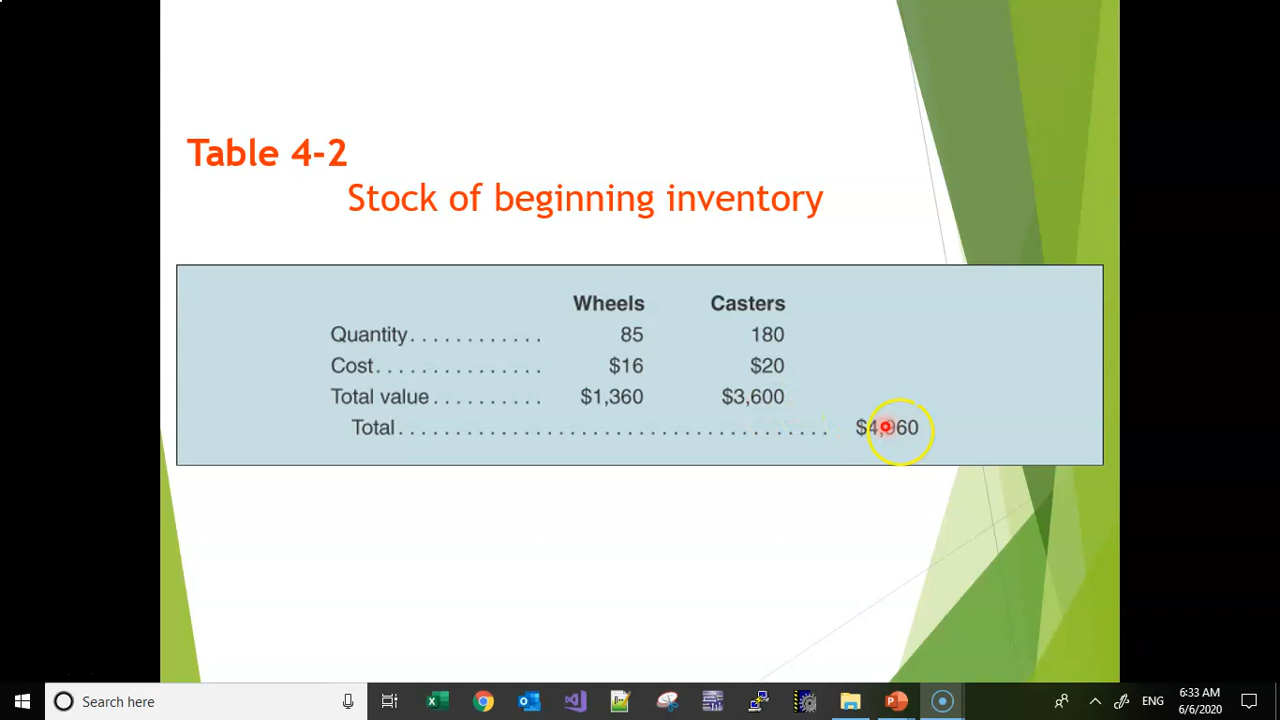 Table 4-2
Stock of beginning inventory
Wheels Casters
Quantity............ 85 180
Cost............... $16 $20
Total value.......... $1,360 $3,600
Total....................................... $4,960
Search here
ENG
6:33 AM
6/6/2020